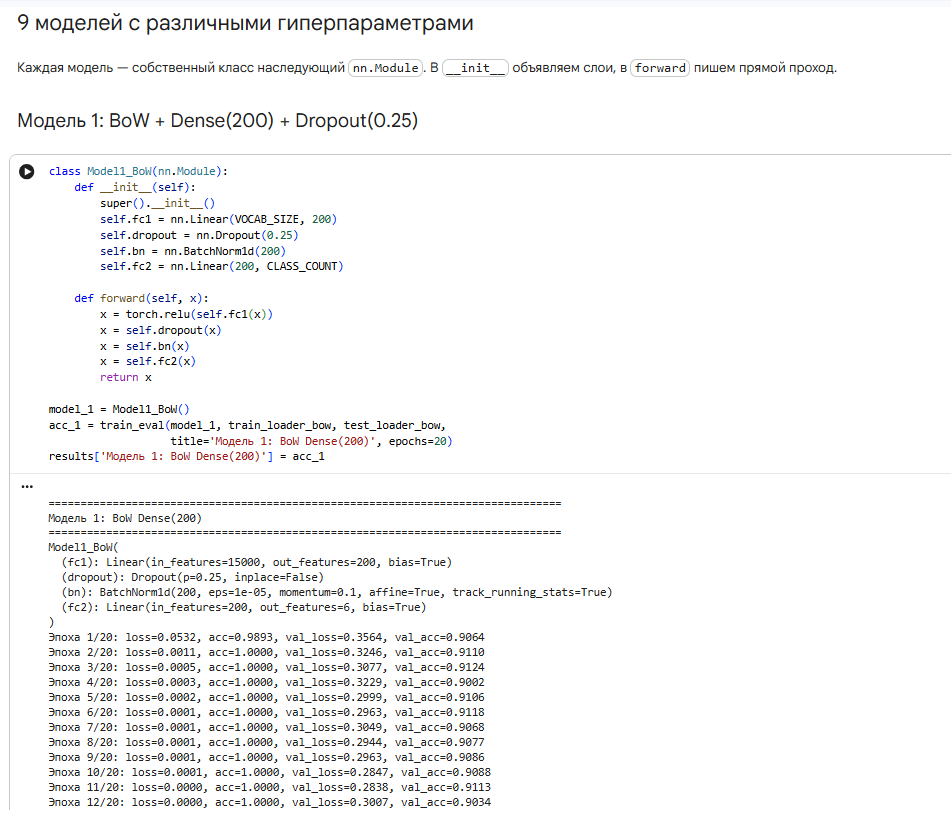 9 моделей с различными гиперпараметрами
Каждая модель — собственный класс наследующий nn.Module. В __init__ объявляем слои, в forward пишем прямой проход.
Модель 1: BoW + Dense(200) + Dropout(0.25)
class Model1_BoW(nn.Module):
    def __init__(self):
        super().__init__()
        self.fc1 = nn.Linear(VOCAB_SIZE, 200)
        self.dropout = nn.Dropout(0.25)
        self.bn = nn.BatchNorm1d(200)
        self.fc2 = nn.Linear(200, CLASS_COUNT)
    def forward(self, x):
        x = torch.relu(self.fc1(x))
        x = self.dropout(x)
        x = self.bn(x)
        x = self.fc2(x)
        return x
model_1 = Model1_BoW()
acc_1 = train_eval(model_1, train_loader_bow, test_loader_bow,
                   title='Модель 1: BoW Dense(200)', epochs=20)
results['Модель 1: BoW Dense(200)'] = acc_1
...
================================================================================
Модель 1: BoW Dense(200)
================================================================================
Model1_BoW(
  (fc1): Linear(in_features=15000, out_features=200, bias=True)
  (dropout): Dropout(p=0.25, inplace=False)
  (bn): BatchNorm1d(200, eps=1e-05, momentum=0.1, affine=True, track_running_stats=True)
  (fc2): Linear(in_features=200, out_features=6, bias=True)
)
Эпоха 1/20: loss=0.0532, acc=0.9893, val_loss=0.3564, val_acc=0.9064
Эпоха 2/20: loss=0.0011, acc=1.0000, val_loss=0.3246, val_acc=0.9110
Эпоха 3/20: loss=0.0005, acc=1.0000, val_loss=0.3077, val_acc=0.9124
Эпоха 4/20: loss=0.0003, acc=1.0000, val_loss=0.3229, val_acc=0.9002
Эпоха 5/20: loss=0.0002, acc=1.0000, val_loss=0.2999, val_acc=0.9106
Эпоха 6/20: loss=0.0001, acc=1.0000, val_loss=0.2963, val_acc=0.9118
Эпоха 7/20: loss=0.0001, acc=1.0000, val_loss=0.3049, val_acc=0.9068
Эпоха 8/20: loss=0.0001, acc=1.0000, val_loss=0.2944, val_acc=0.9077
Эпоха 9/20: loss=0.0001, acc=1.0000, val_loss=0.2963, val_acc=0.9086
Эпоха 10/20: loss=0.0001, acc=1.0000, val_loss=0.2847, val_acc=0.9088
Эпоха 11/20: loss=0.0000, acc=1.0000, val_loss=0.2838, val_acc=0.9113
Эпоха 12/20: loss=0.0000, acc=1.0000, val_loss=0.3007, val_acc=0.9034